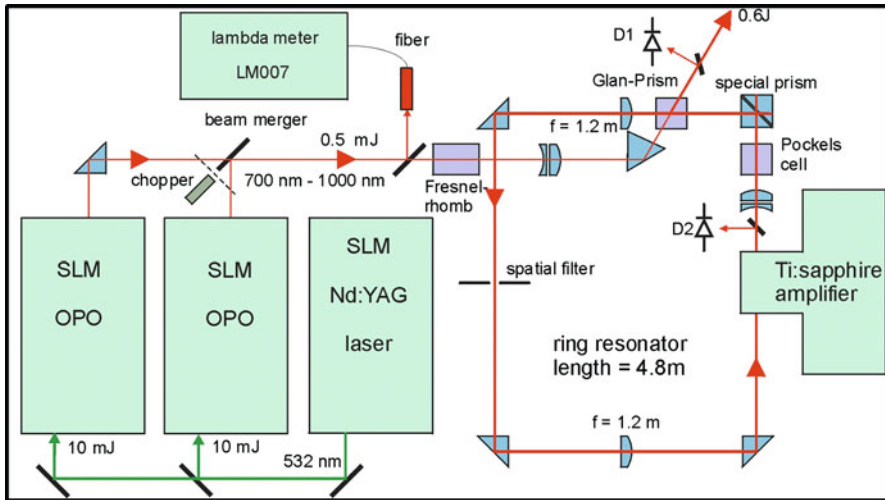 lambda meter
LM007
fiber
D1
0.6J
Glan-Prism
special prism
beam merger
0.5 mJ
f = 1.2 m
Pockels
cell
chopper
700 nm - 1000 nm
Fresnel-
rhomb
D2
SLM
OPO
SLM
OPO
SLM
Nd:YAG
laser
spatial filter
Ti:sapphire
amplifier
ring resonator
length = 4.8m
f = 1.2 m
10 mJ
10 mJ
532 nm